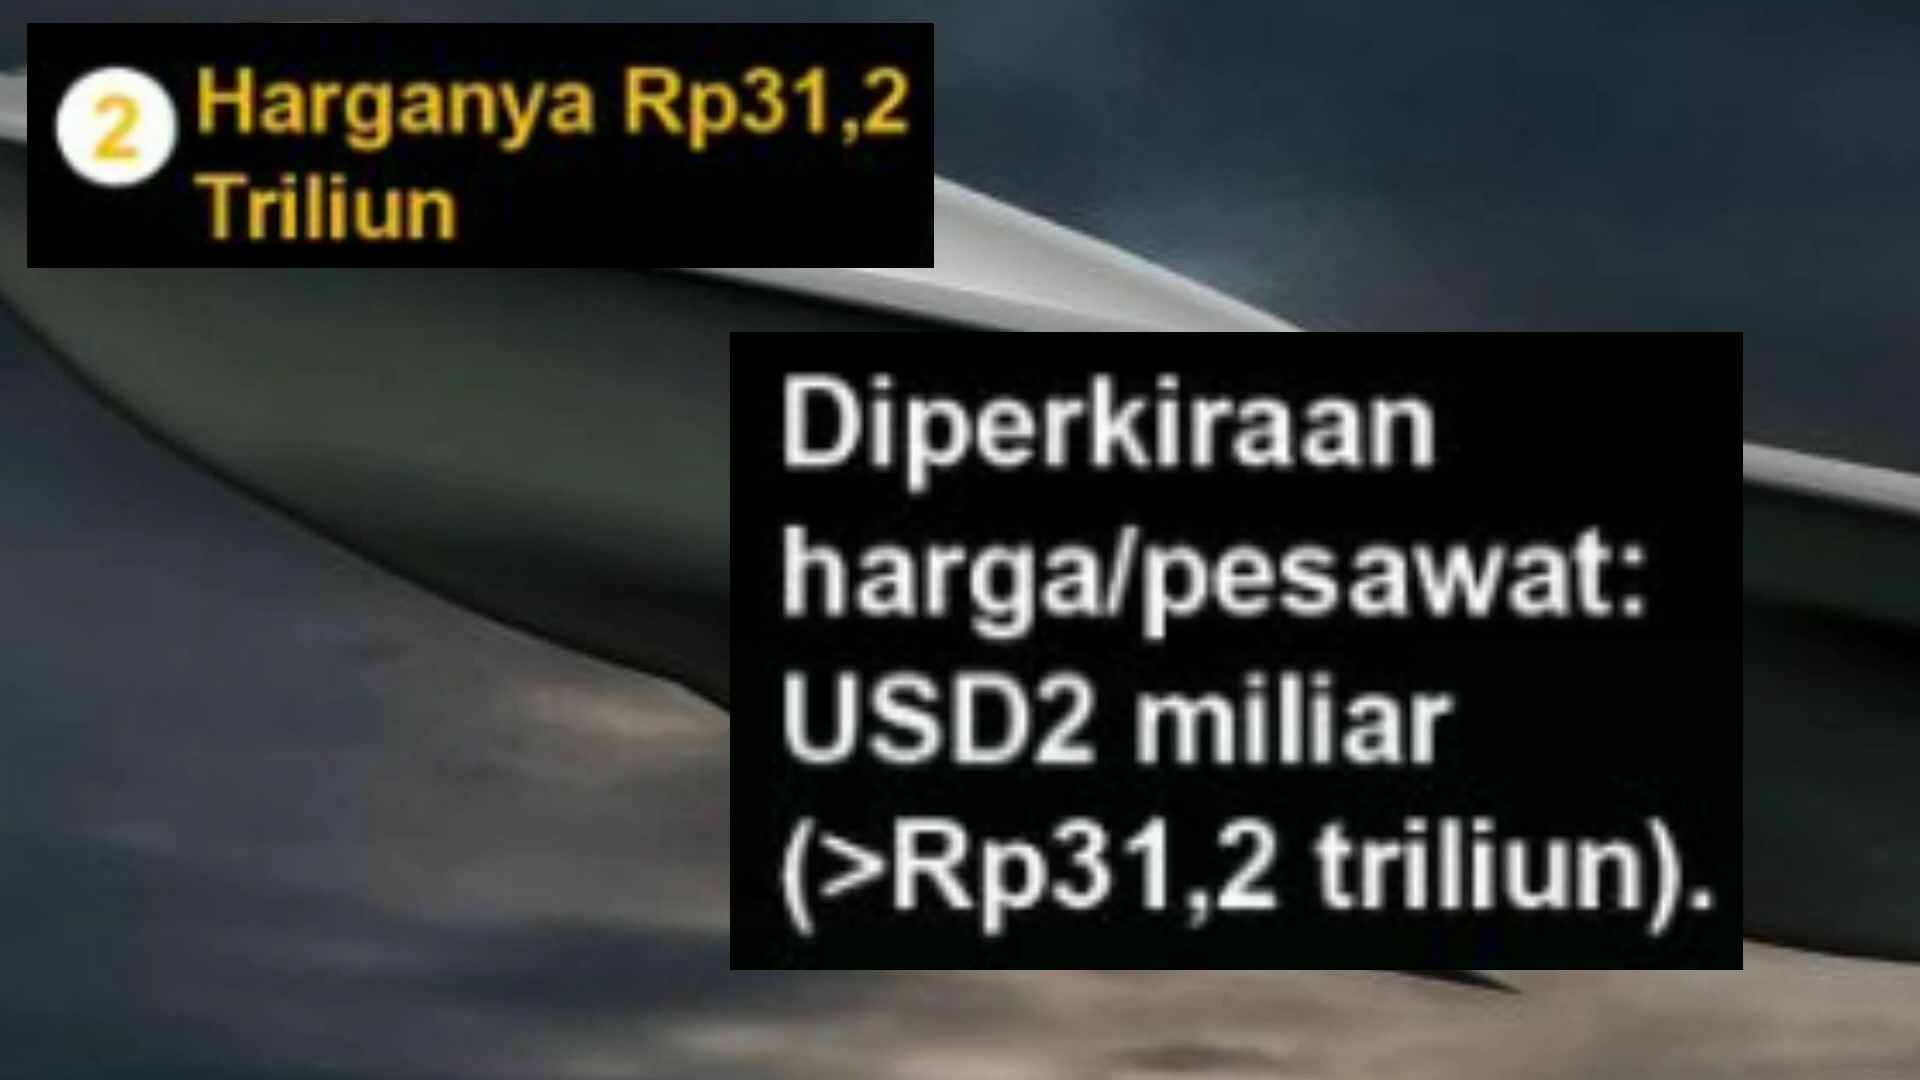 2 Harganya Rp31,2
Triliun
Diperkiraan
harga/pesawat:
USD2 miliar
(>Rp31,2 triliun).